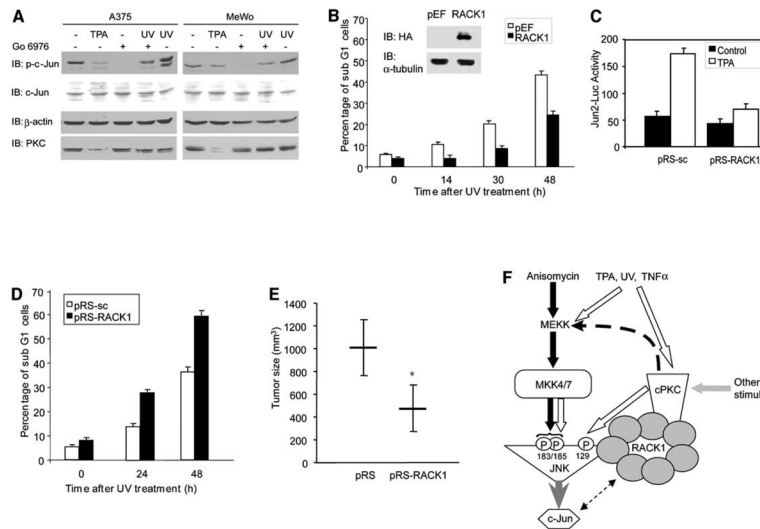 A
A375
MeWo
- TPA - UV UV
- TPA - UV UV
Go 6976
- - + + -
- - + + -
IB: p-c-Jun
IB: c-Jun
IB:β-actin
IB: PKC
B
pEF RACK1
IB: HA
IB:
α-tubulin
pEF
RACK1
Percentage of sub G1 cells
70
60
50
40
30
20
10
0
0 14 30 48
Time after UV treatment (h)
C
Control
TPA
Jun2-Luc Activity
200
150
100
50
0
pRS-sc pRS-RACK1
D
pRS-sc
pRS-RACK1
Percentage of sub G1 cells
70
60
50
40
30
20
10
0 24 48
Time after UV treatment (h)
E
Tumor size (mm³)
1400
1200
1000
800
600
400
200
0
*
pRS pRS-RACK1
F
Anisomycin TPA, UV, TNFα
MEKK
MKK4/7
cPKC
Other
stimuli
P P P
183/185 129
RACK1
JNK
c-Jun